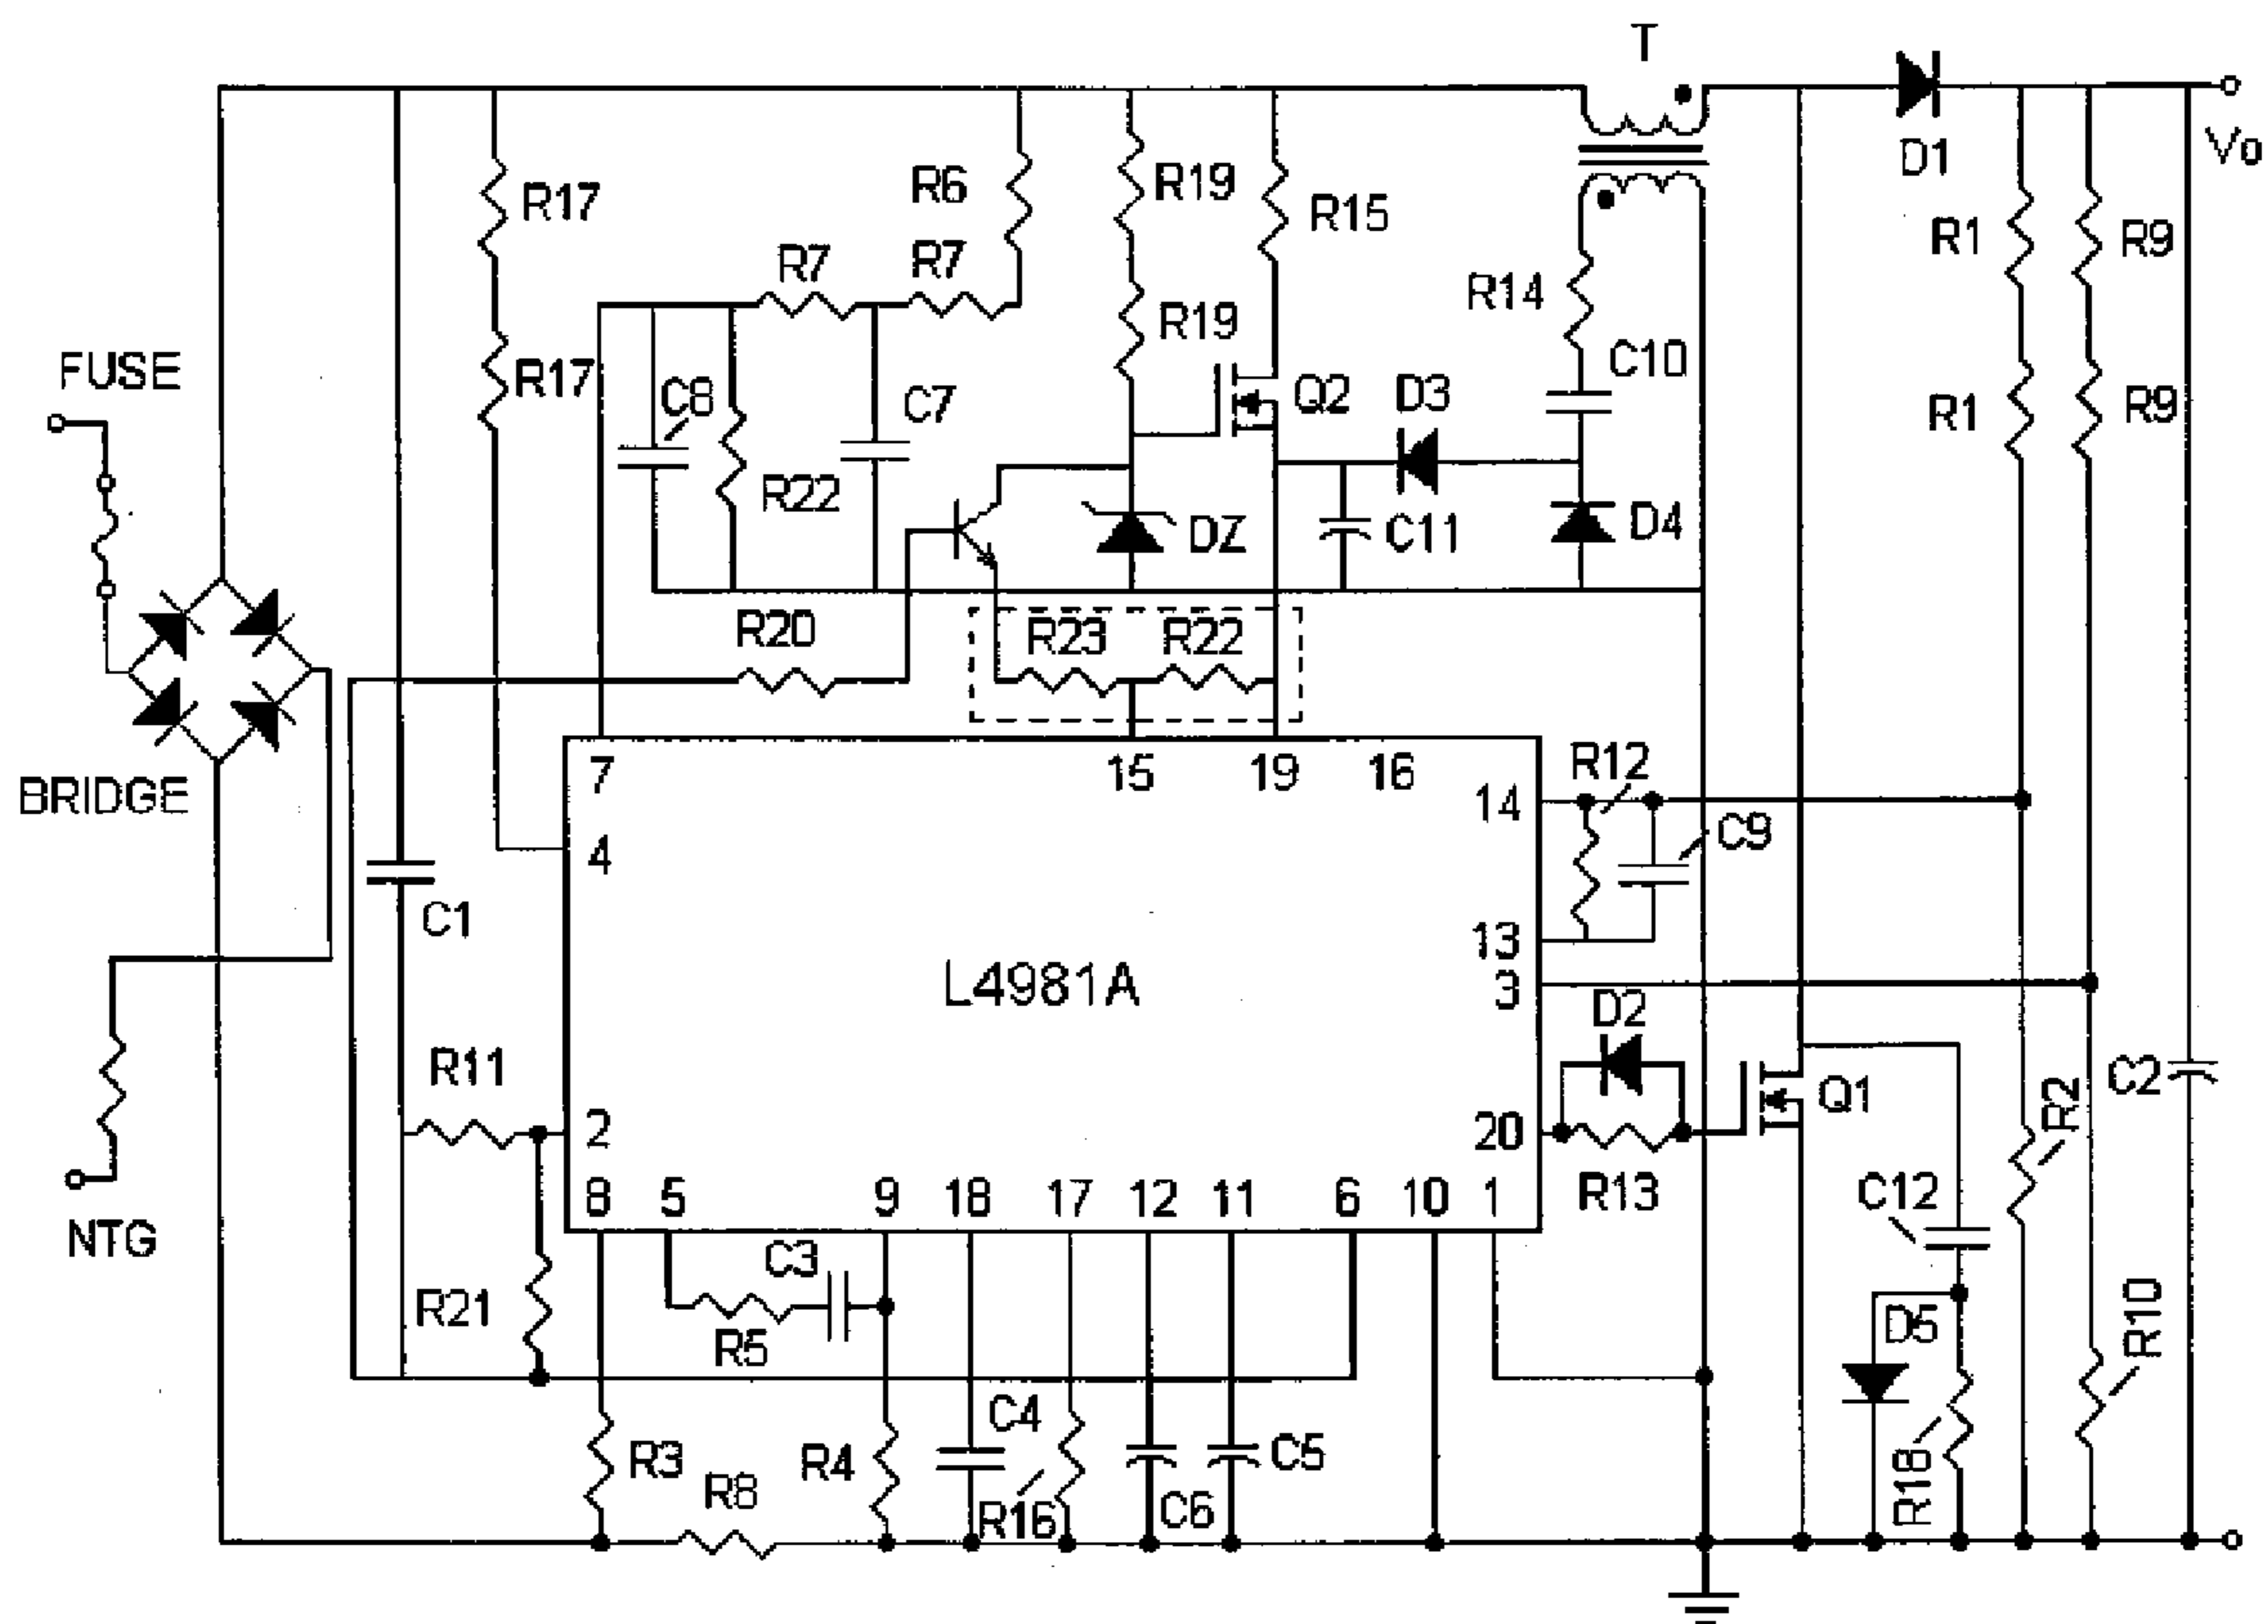 T
D1
Vo
R17
R6
R19
R15
R1
R9
R7
R7
R14
R19
FUSE
R17
C8
C7
Q2
D3
C10
R1
R9
R22
DZ
C11
D4
R20
R23
R22
BRIDGE
7
15
19
16
R12
14
4
C9
C1
13
L4981A
3
D2
R11
Q1
C2
R2
2
20
8
5
9
18
17
12
11
6
10
1
R13
C12
NTG
C3
R21
R5
D5
R10
C4
R3
R4
C5
R8
R16
C6
R18